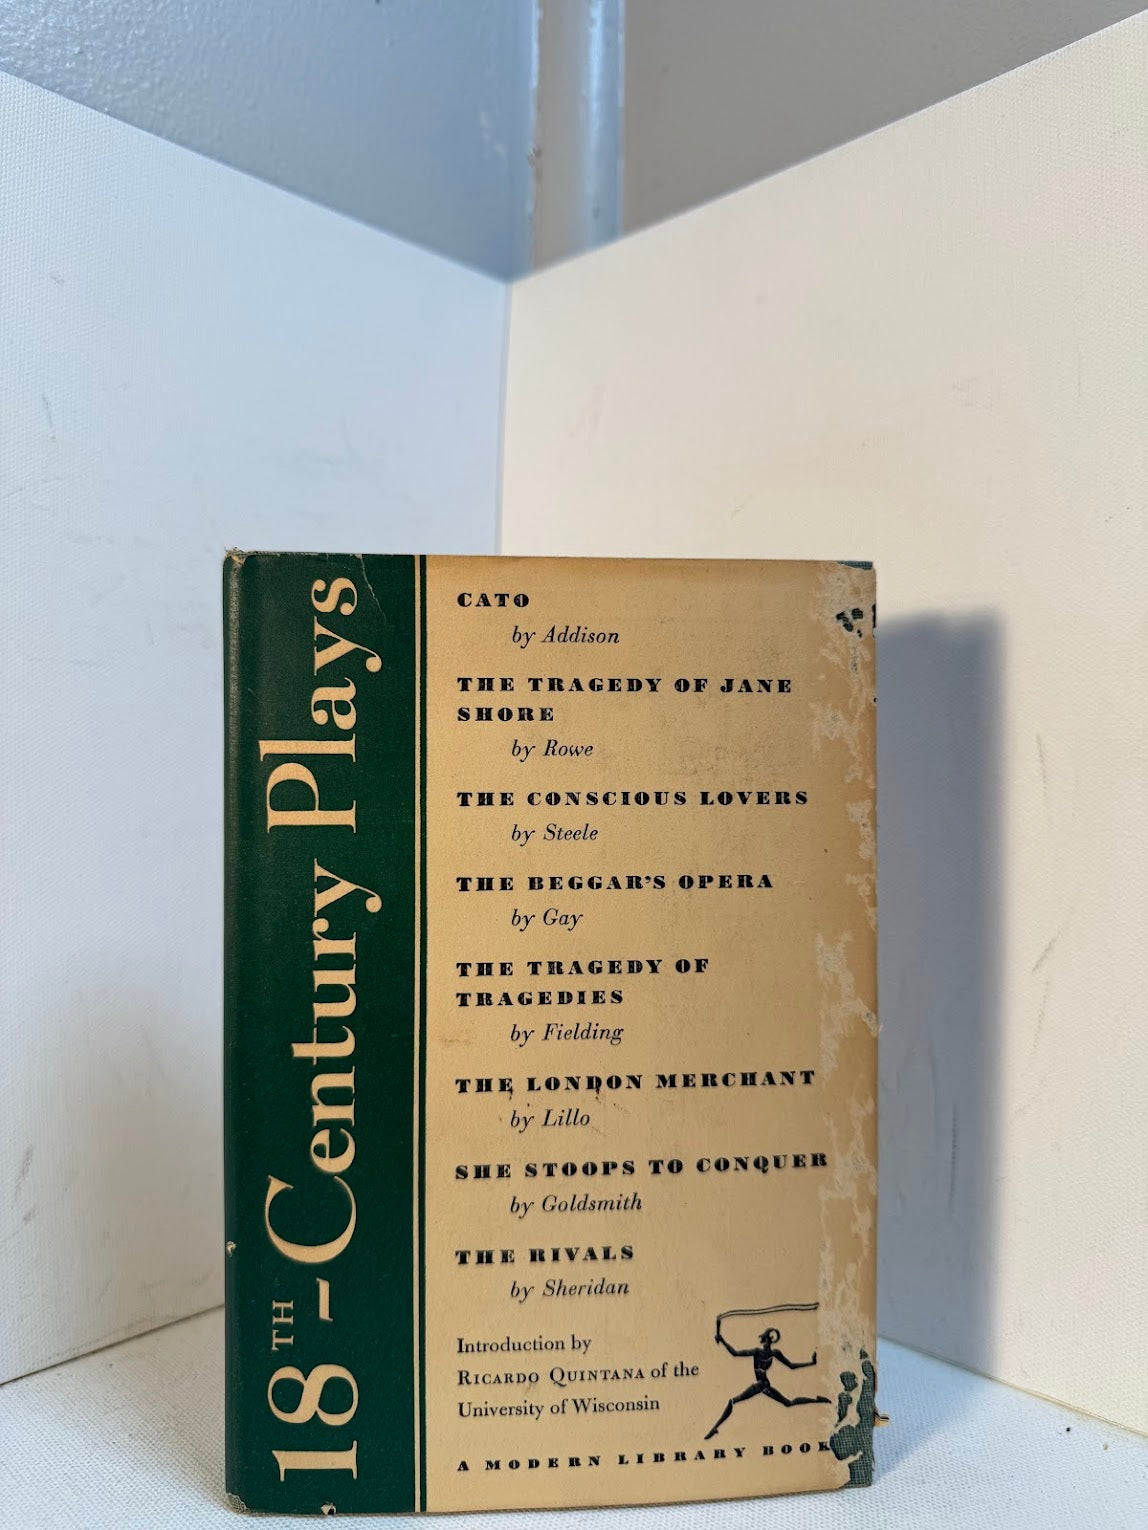 18TH-Century Plays
CATO
by Addison
THE TRAGEDY OF JANE
SHORE
by Rowe
THE CONSCIOUS LOVERS
by Steele
THE BEGGAR'S OPERA
by Gay
THE TRAGEDY OF
TRAGEDIES
by Fielding
THE LONDON MERCHANT
by Lillo
SHE STOOPS TO CONQUER
by Goldsmith
THE RIVALS
by Sheridan
Introduction by
RICARDO QUINTANA of the
University of Wisconsin
A MODERN LIBRARY BOOK